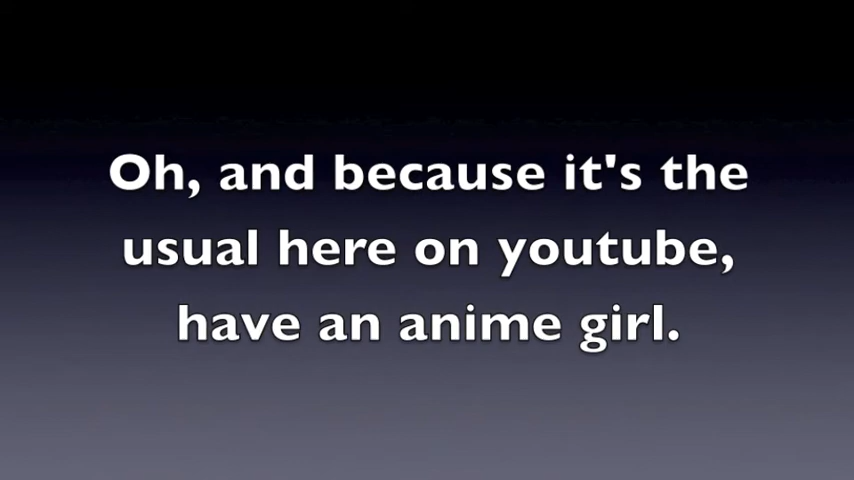 Oh, and because it's the
usual here on youtube,
have an anime girl.